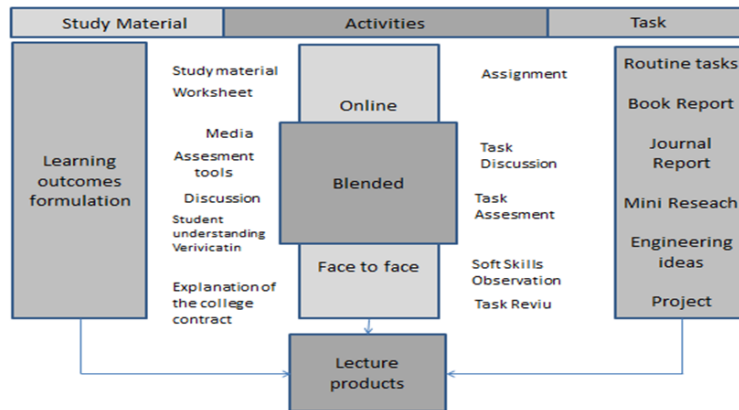 Study Material
Activities
Task
Learning
outcomes
formulation
Study material
Worksheet
Media
Assesment
tools
Discussion
Student
understanding
Verivicatin
Explanation of
the college
contract
Online
Blended
Face to face
Assignment
Task
Discussion
Task
Assesment
Soft Skills
Observation
Task Reviu
Routine tasks
Book Report
Journal
Report
Mini Reseach
Engineering
ideas
Project
Lecture
products